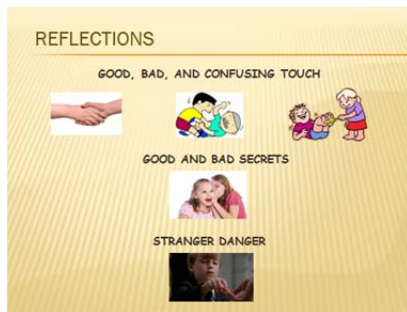 REFLECTIONS
GOOD, BAD, AND CONFUSING TOUCH
GOOD AND BAD SECRETS
STRANGER DANGER